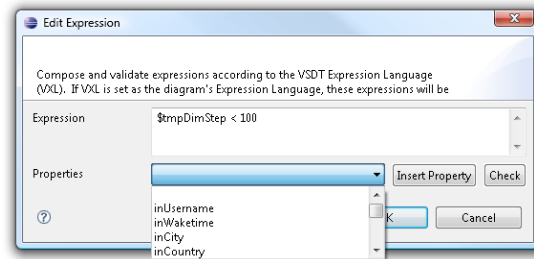 Edit Expression
Compose and validate expressions according to the VSDT Expression Language
(VXL). If VXL is set as the diagram's Expression Language, these expressions will be
Expression
$tmpDimStep < 100
Properties
Insert Property
Check
inUsername
inWaketime
inCity
inCountry
K
Cancel